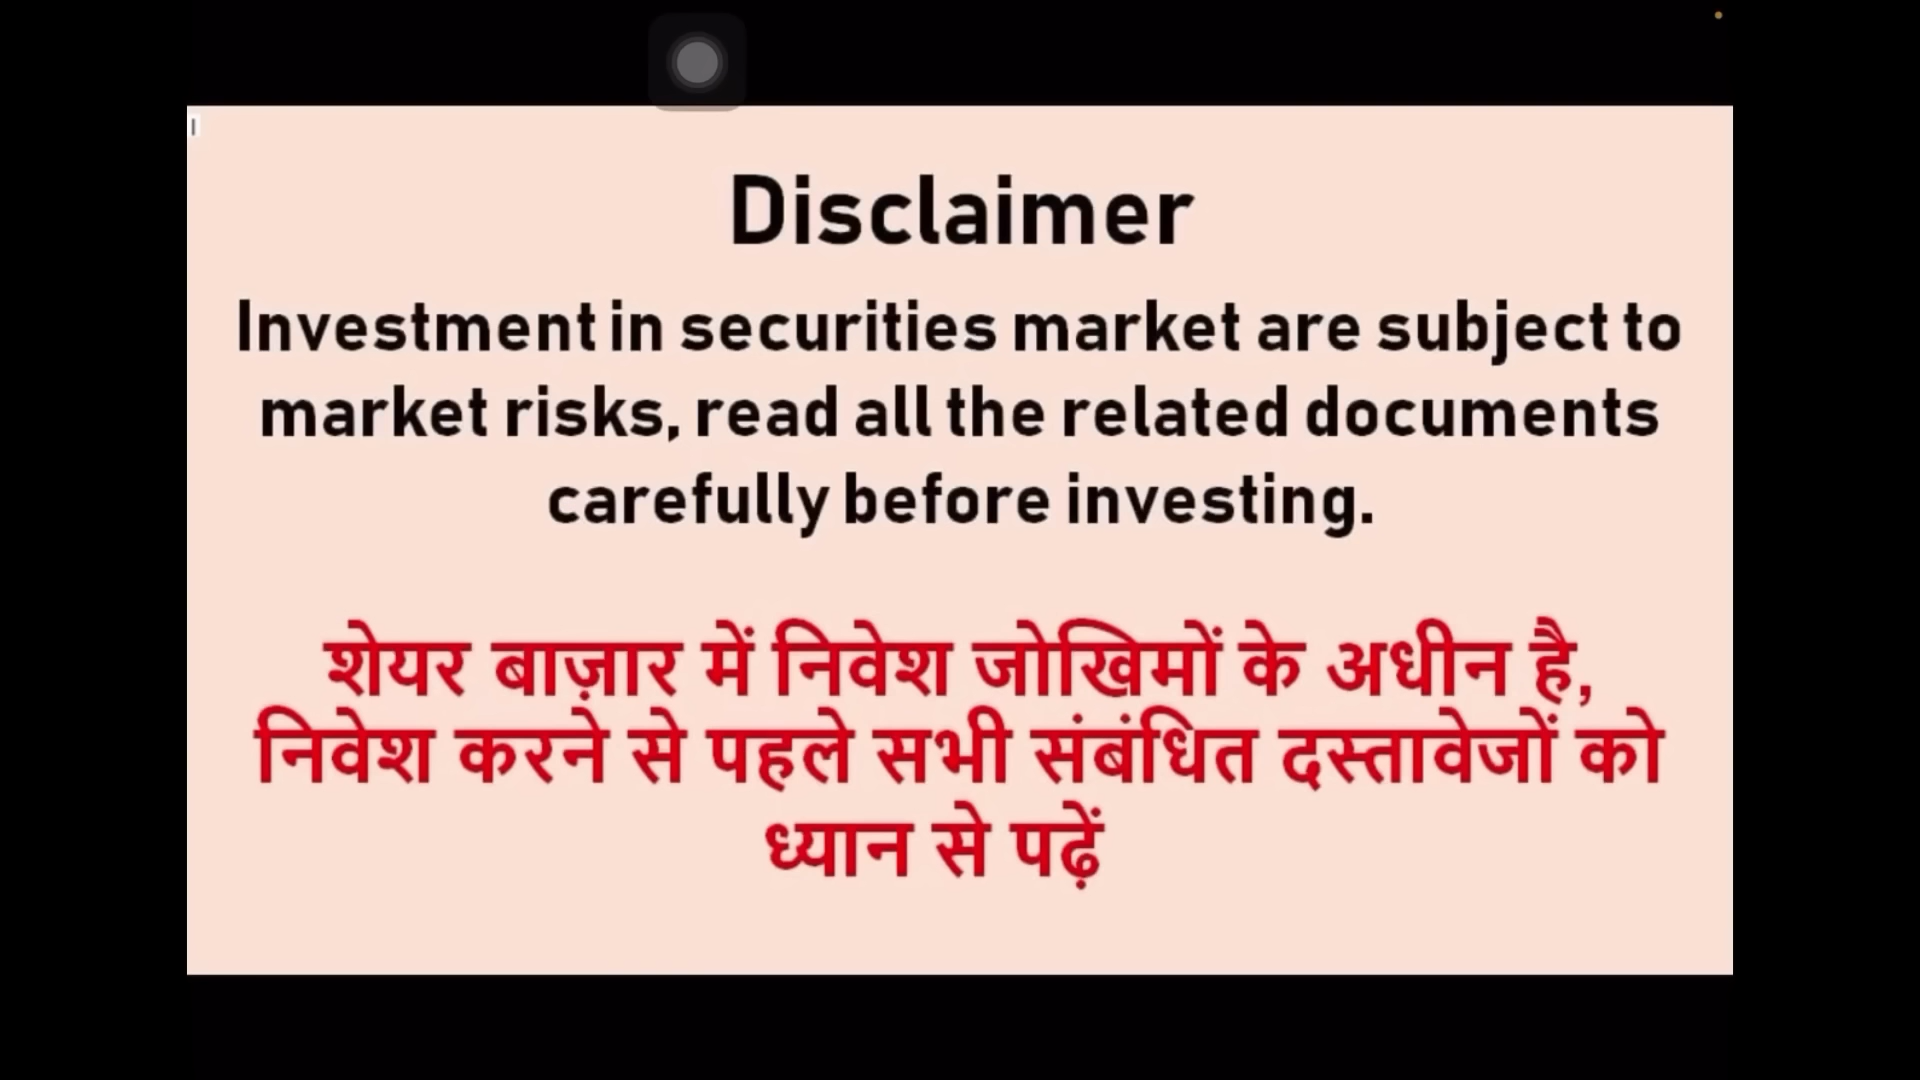 Disclaimer
Investment in securities market are subject to
market risks, read all the related documents
carefully before investing.
शेयर बाज़ार में निवेश जोखिमों के अधीन है,
निवेश करने से पहले सभी संबंधित दस्तावेजों को
ध्यान से पढ़ें